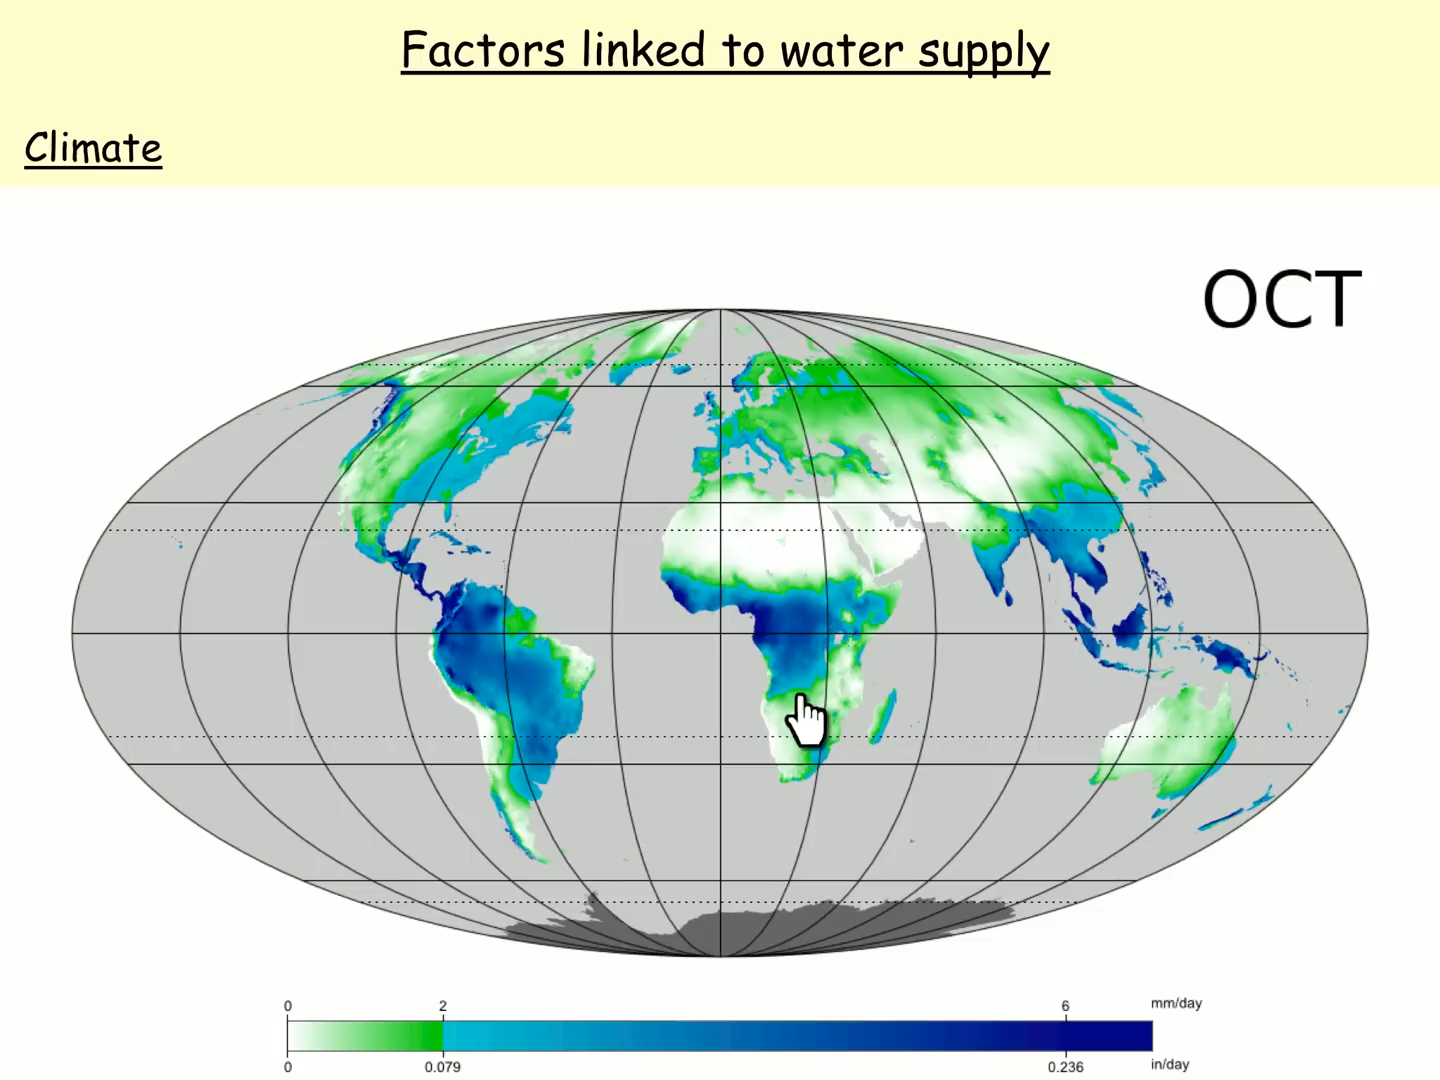 Factors linked to water supply
Climate
OCT
0 2 6 mm/day
0 0.079 0.236 in/day